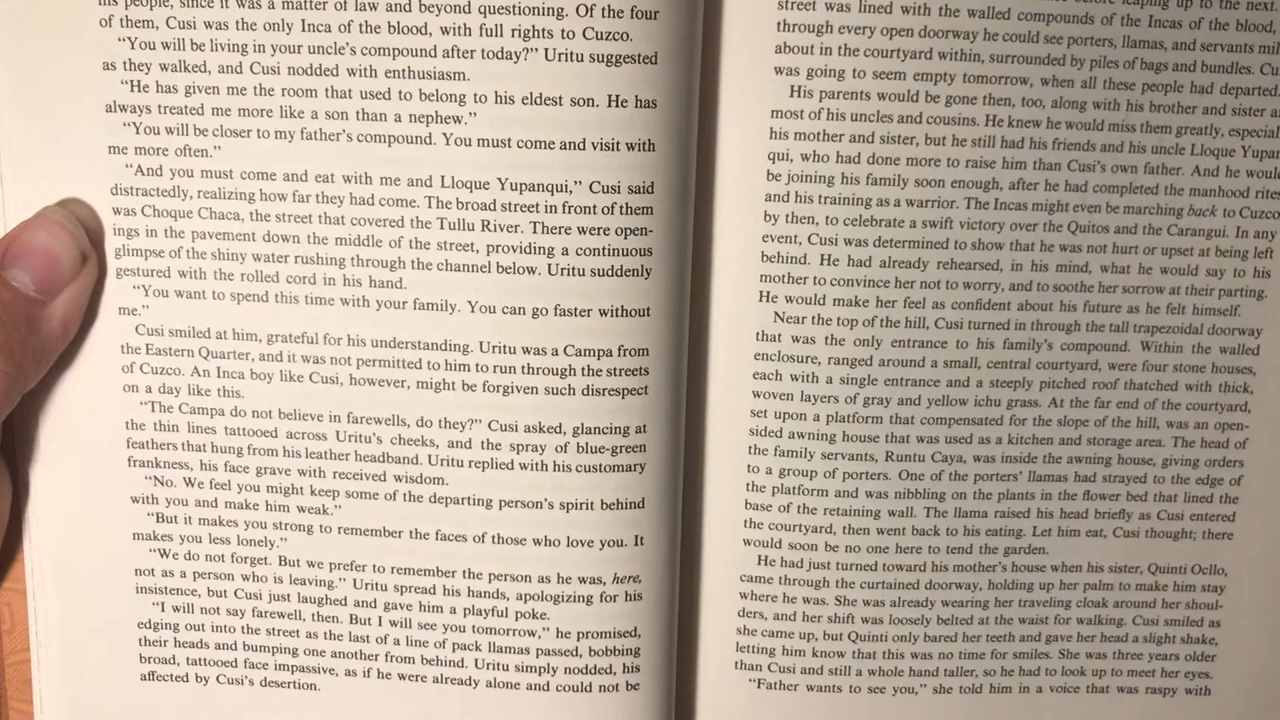 his people, since it was a matter of law and beyond questioning. Of the four
of them, Cusi was the only Inca of the blood, with full rights to Cuzco.
“You will be living in your uncle’s compound after today?” Uritu suggested
as they walked, and Cusi nodded with enthusiasm.
“He has given me the room that used to belong to his eldest son. He has
always treated me more like a son than a nephew.”
“You will be closer to my father’s compound. You must come and visit with
me more often.”
“And you must come and eat with me and Lloque Yupanqui,” Cusi said
distractedly, realizing how far they had come. The broad street in front of them
was Choque Chaca, the street that covered the Tullu River. There were open-
ings in the pavement down the middle of the street, providing a continuous
glimpse of the shiny water rushing through the channel below. Uritu suddenly
gestured with the rolled cord in his hand.
“You want to spend this time with your family. You can go faster without
me.”
Cusi smiled at him, grateful for his understanding. Uritu was a Campa from
the Eastern Quarter, and it was not permitted to him to run through the streets
of Cuzco. An Inca boy like Cusi, however, might be forgiven such disrespect
on a day like this.
“The Campa do not believe in farewells, do they?” Cusi asked, glancing at
the thin lines tattooed across Uritu’s cheeks, and the spray of blue-green
feathers that hung from his leather headband. Uritu replied with his customary
frankness, his face grave with received wisdom.
“No. We feel you might keep some of the departing person’s spirit behind
with you and make him weak.”
“But it makes you strong to remember the faces of those who love you. It
makes you less lonely.”
“We do not forget. But we prefer to remember the person as he was, here,
not as a person who is leaving.” Uritu spread his hands, apologizing for his
insistence, but Cusi just laughed and gave him a playful poke.
“I will not say farewell, then. But I will see you tomorrow,” he promised,
edging out into the street as the last of a line of pack llamas passed, bobbing
their heads and bumping one another from behind. Uritu simply nodded, his
broad, tattooed face impassive, as if he were already alone and could not be
affected by Cusi’s desertion.
before leaping up to the next.
street was lined with the walled compounds of the Incas of the blood,
through every open doorway he could see porters, llamas, and servants mil
about in the courtyard within, surrounded by piles of bags and bundles. Cu
was going to seem empty tomorrow, when all these people had departed.
His parents would be gone then, too, along with his brother and sister a
most of his uncles and cousins. He knew he would miss them greatly, especial
his mother and sister, but he still had his friends and his uncle Lloque Yupan
qui, who had done more to raise him than Cusi’s own father. And he would
be joining his family soon enough, after he had completed the manhood rites
and his training as a warrior. The Incas might even be marching back to Cuzco
by then, to celebrate a swift victory over the Quitos and the Carangui. In any
event, Cusi was determined to show that he was not hurt or upset at being left
behind. He had already rehearsed, in his mind, what he would say to his
mother to convince her not to worry, and to soothe her sorrow at their parting.
He would make her feel as confident about his future as he felt himself.
Near the top of the hill, Cusi turned in through the tall trapezoidal doorway
that was the only entrance to his family’s compound. Within the walled
enclosure, ranged around a small, central courtyard, were four stone houses,
each with a single entrance and a steeply pitched roof thatched with thick,
woven layers of gray and yellow ichu grass. At the far end of the courtyard,
set upon a platform that compensated for the slope of the hill, was an open-
sided awning house that was used as a kitchen and storage area. The head of
the family servants, Runtu Caya, was inside the awning house, giving orders
to a group of porters. One of the porters’ llamas had strayed to the edge of
the platform and was nibbling on the plants in the flower bed that lined the
base of the retaining wall. The llama raised his head briefly as Cusi entered
the courtyard, then went back to his eating. Let him eat, Cusi thought; there
would soon be no one here to tend the garden.
He had just turned toward his mother’s house when his sister, Quinti Ocllo,
came through the curtained doorway, holding up her palm to make him stay
where he was. She was already wearing her traveling cloak around her shoul-
ders, and her shift was loosely belted at the waist for walking. Cusi smiled as
she came up, but Quinti only bared her teeth and gave her head a slight shake,
letting him know that this was no time for smiles. She was three years older
than Cusi and still a whole hand taller, so he had to look up to meet her eyes.
“Father wants to see you,” she told him in a voice that was raspy with